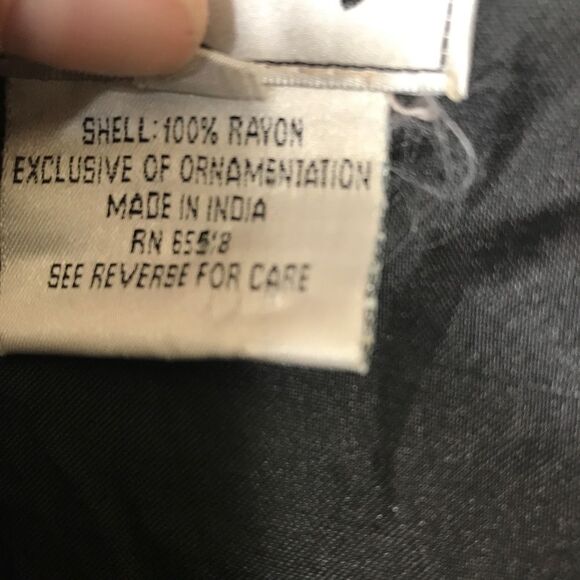 SHELL: 100% RAYON
EXCLUSIVE OF ORNAMENTATION
MADE IN INDIA
RN
SEE REVERSE FOR CARE